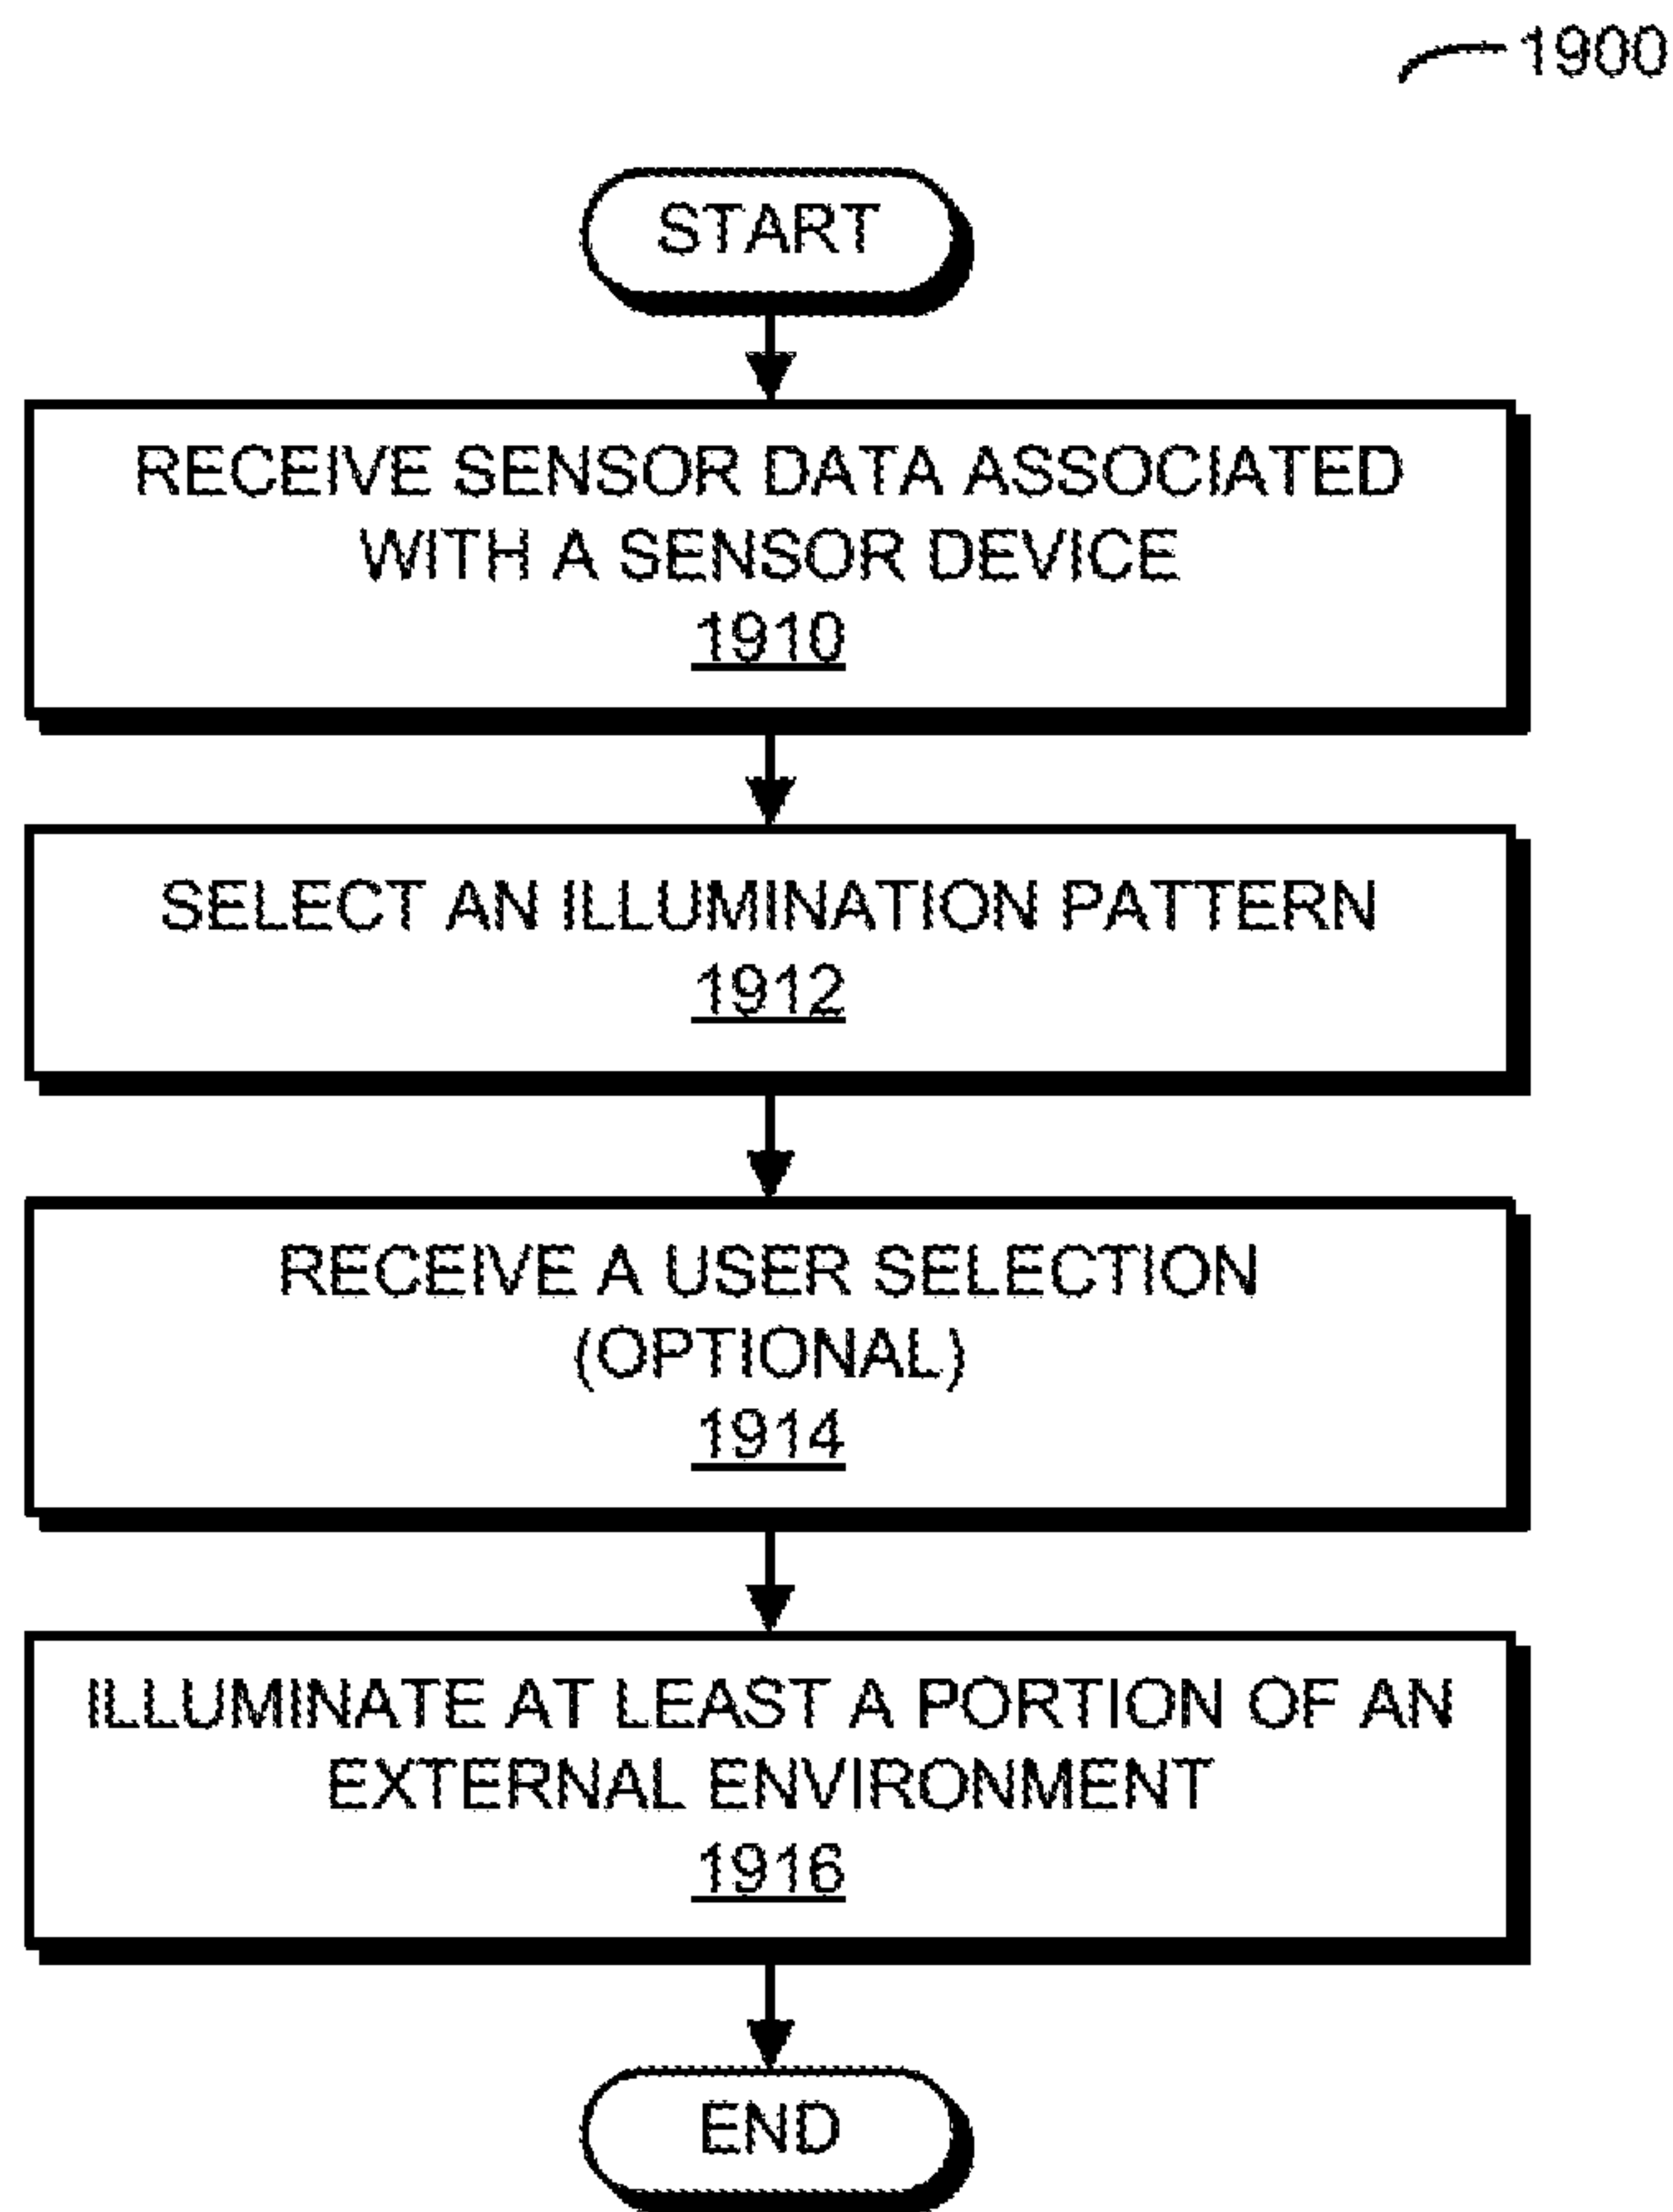 1900
START
RECEIVE SENSOR DATA ASSOCIATED
WITH A SENSOR DEVICE
1910
SELECT AN ILLUMINATION PATTERN
1912
RECEIVE A USER SELECTION
(OPTIONAL)
1914
ILLUMINATE AT LEAST A PORTION OF AN
EXTERNAL ENVIRONMENT
1916
END